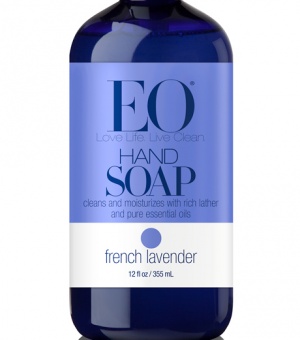 EO®
Love Life. Live Clean.
HAND
SOAP
cleans and moisturizes with rich lather
and pure essential oils
french lavender
12 fl oz / 355 mL